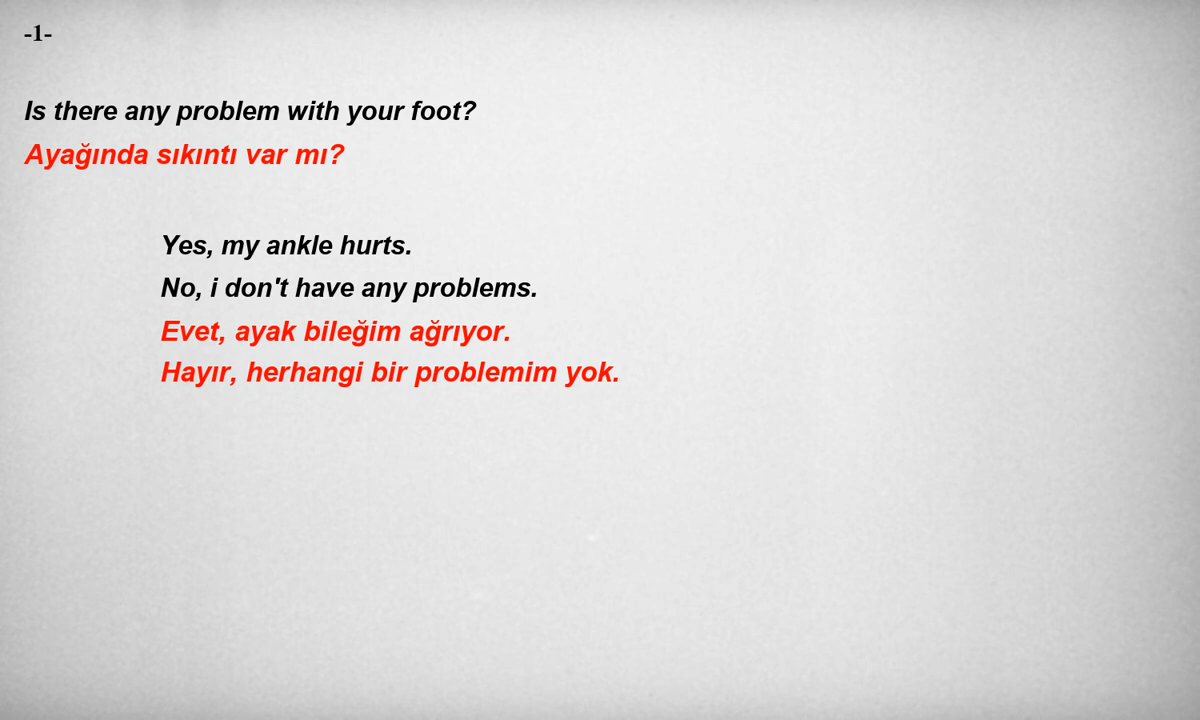 -1-
Is there any problem with your foot?
Ayağında sıkıntı var mı?
Yes, my ankle hurts.
No, i don't have any problems.
Evet, ayak bileğim ağrıyor.
Hayır, herhangi bir problemim yok.